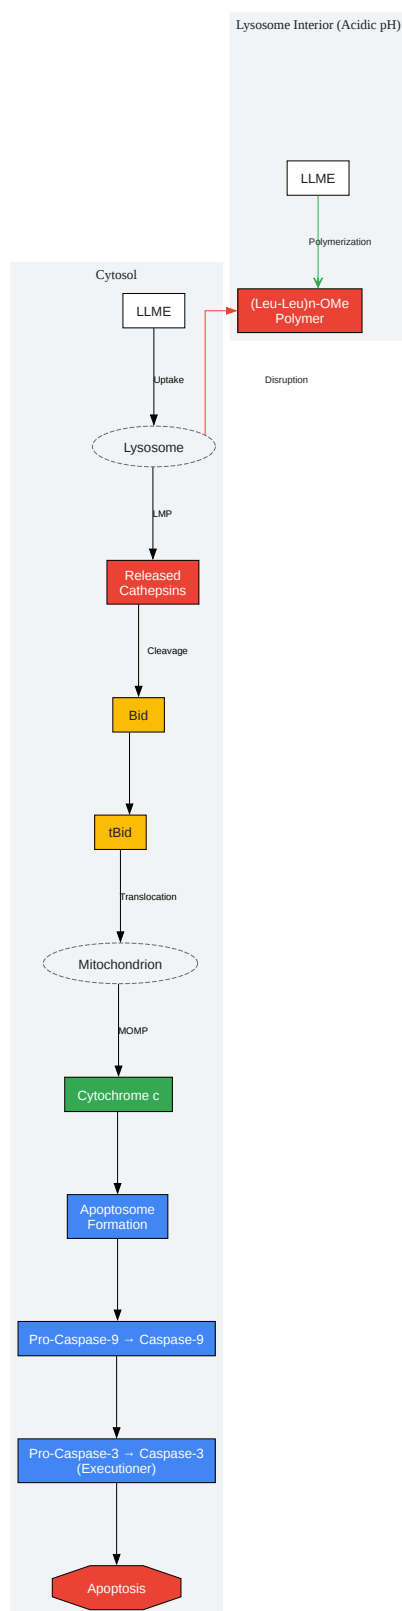 Lysosome Interior (Acidic pH)
LLME
Polymerization
(Leu-Leu)n-OMe
Polymer
Disruption
Cytosol
LLME
Uptake
Lysosome
LMP
Released
Cathepsins
Cleavage
Bid
tBid
Translocation
Mitochondrion
MOMP
Cytochrome c
Apoptosome
Formation
Pro-Caspase-9 → Caspase-9
Pro-Caspase-3 → Caspase-3
(Executioner)
Apoptosis